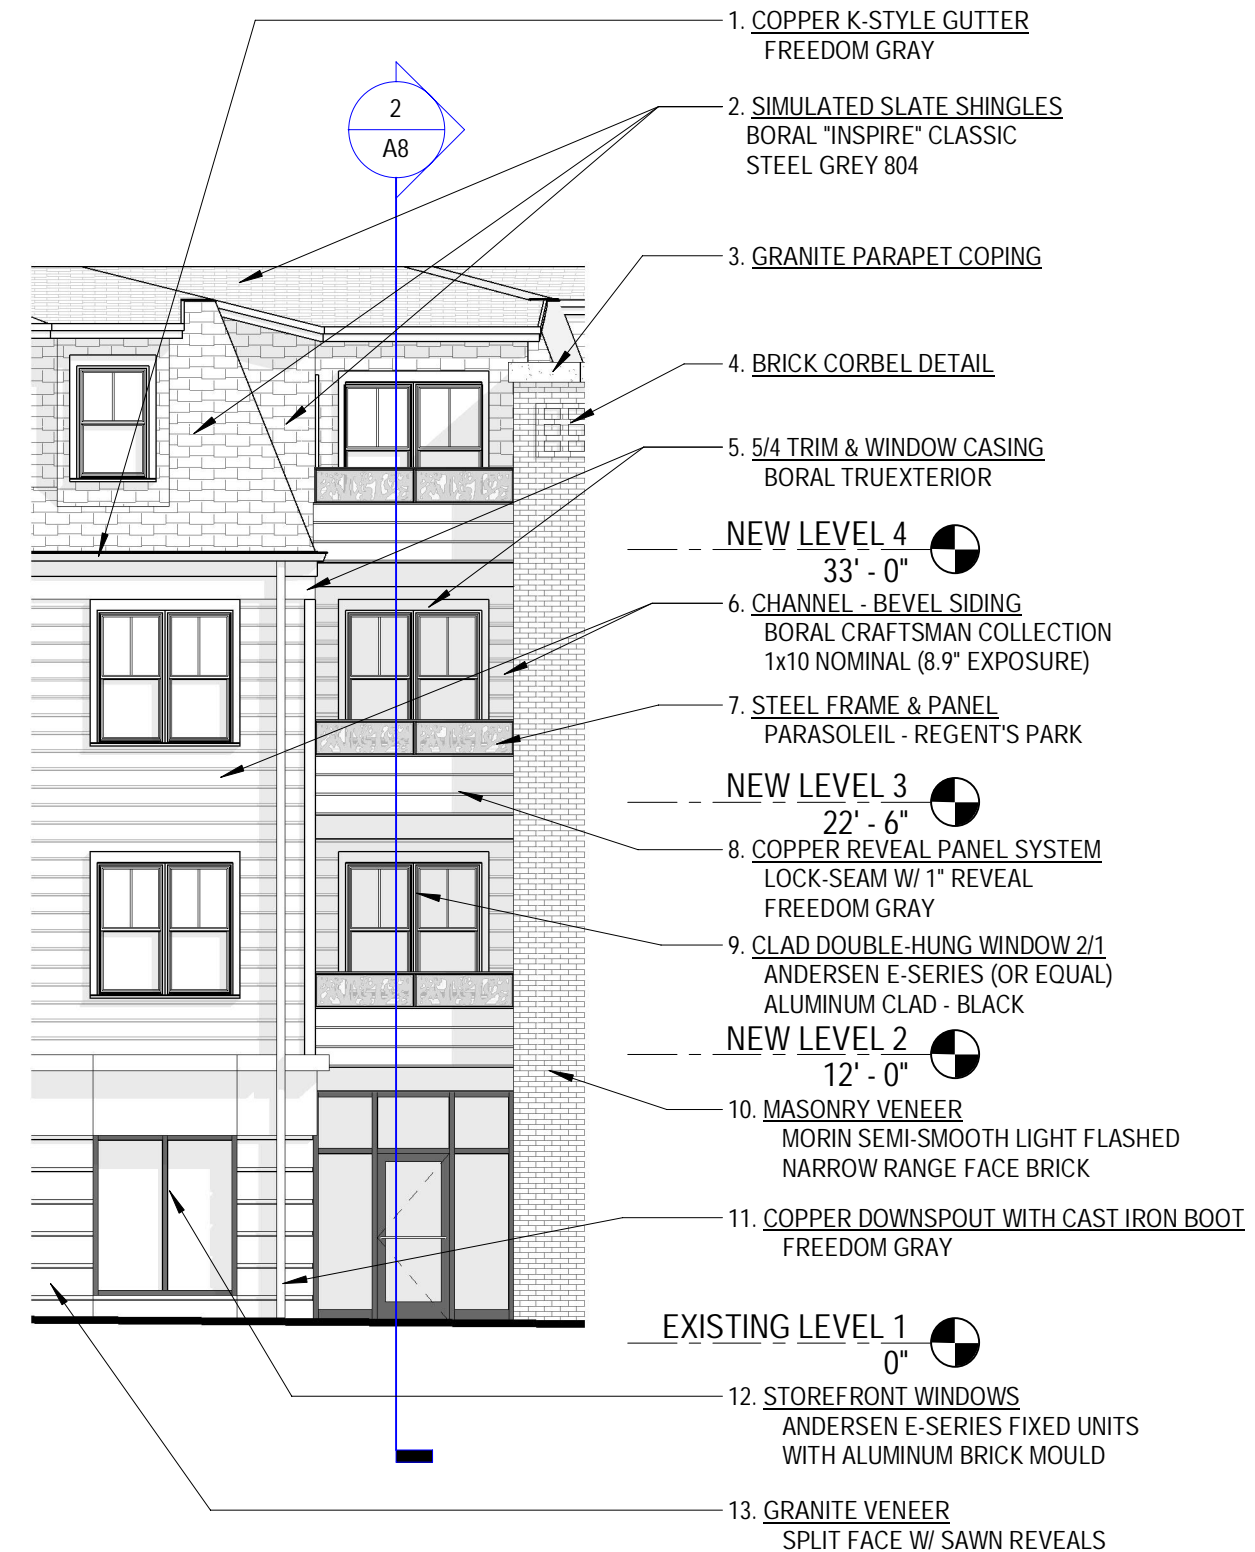 1. COPPER K-STYLE GUTTER
FREEDOM GRAY
2
A8
2. SIMULATED SLATE SHINGLES
BORAL "INSPIRE" CLASSIC
STEEL GREY 804
3. GRANITE PARAPET COPING
4. BRICK CORBEL DETAIL
5. 5/4 TRIM & WINDOW CASING
BORAL TRUEXTERIOR
NEW LEVEL 4
33' - 0"
6. CHANNEL - BEVEL SIDING
BORAL CRAFTSMAN COLLECTION
1x10 NOMINAL (8.9" EXPOSURE)
7. STEEL FRAME & PANEL
PARASOLEIL - REGENT'S PARK
NEW LEVEL 3
22' - 6"
8. COPPER REVEAL PANEL SYSTEM
LOCK-SEAM W/ 1" REVEAL
FREEDOM GRAY
9. CLAD DOUBLE-HUNG WINDOW 2/1
ANDERSEN E-SERIES (OR EQUAL)
ALUMINUM CLAD - BLACK
NEW LEVEL 2
12' - 0"
10. MASONRY VENEER
MORIN SEMI-SMOOTH LIGHT FLASHED
NARROW RANGE FACE BRICK
11. COPPER DOWNSPOUT WITH CAST IRON BOOT
FREEDOM GRAY
EXISTING LEVEL 1
0"
12. STOREFRONT WINDOWS
ANDERSEN E-SERIES FIXED UNITS
WITH ALUMINUM BRICK MOULD
13. GRANITE VENEER
SPLIT FACE W/ SAWN REVEALS